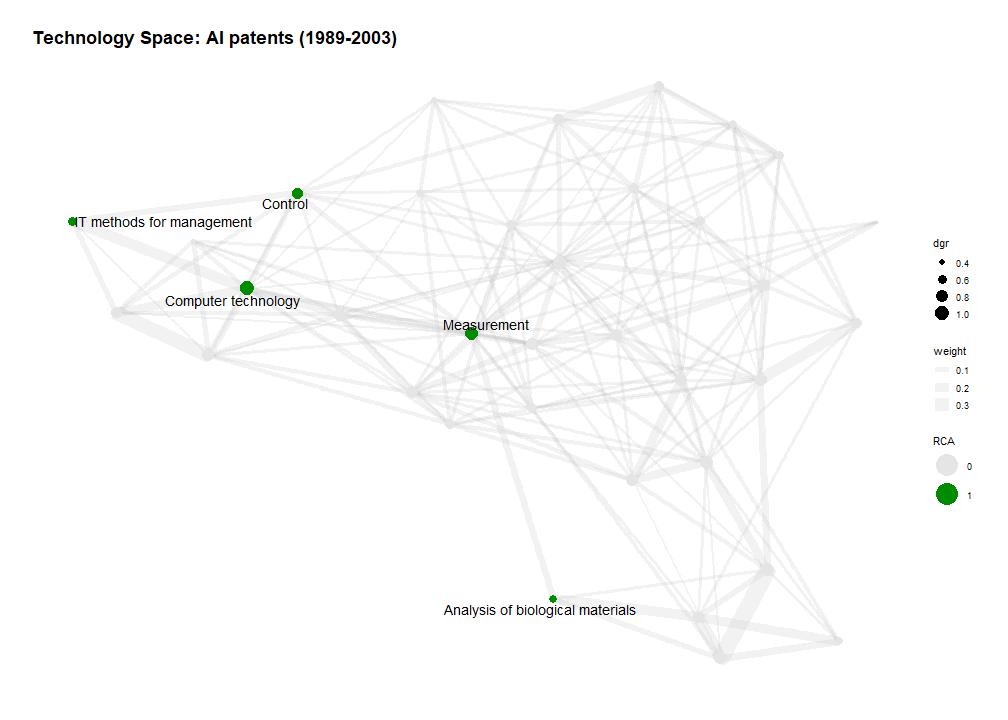 Technology Space: AI patents (1989-2003)
Control
IT methods for management
Computer technology
Measurement
Analysis of biological materials
dgr
0.4
0.6
0.8
1.0
weight
0.1
0.2
0.3
RCA
0
1